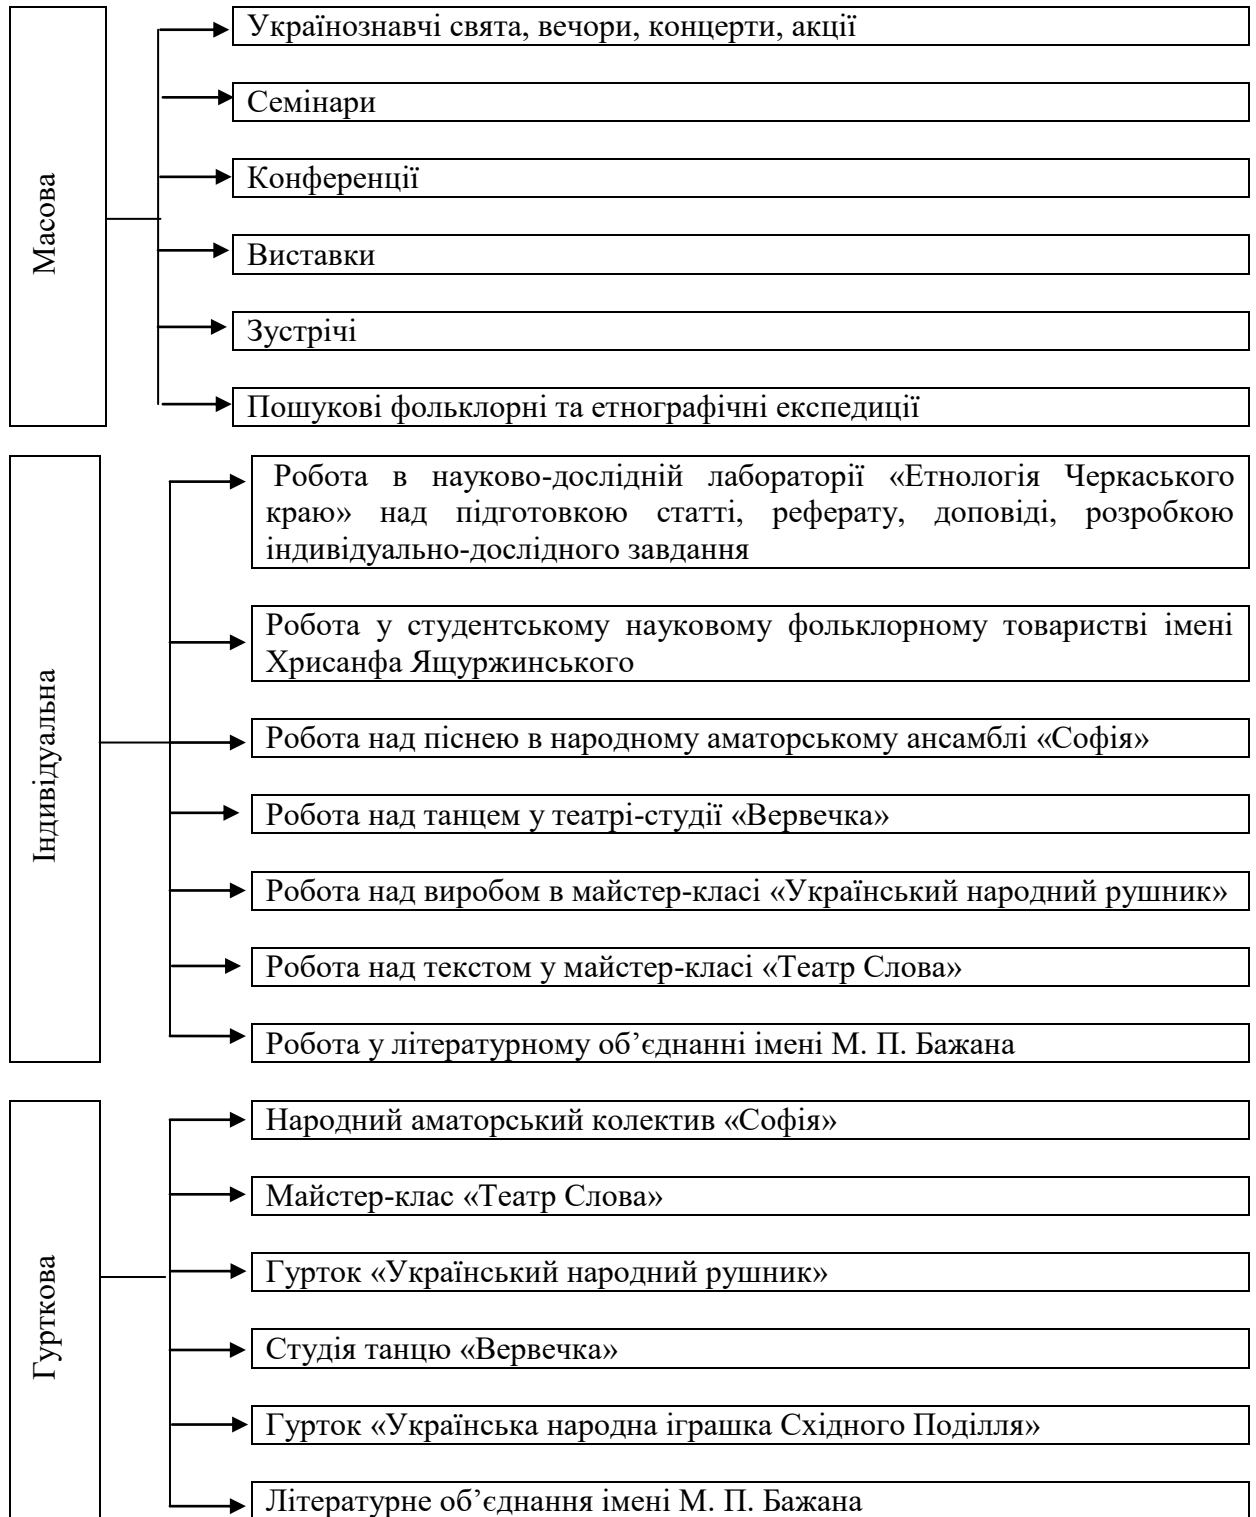 Масова
Українознавчі свята, вечори, концерти, акції
Семінари
Конференції
Виставки
Зустрічі
Пошукові фольклорні та етнографічні експедиції
Індивідуальна
Робота в науково-дослідній лабораторії «Етнологія Черкаського
краю» над підготовкою статті, реферату, доповіді, розробкою
індивідуально-дослідного завдання
Робота у студентському науковому фольклорному товаристві імені
Хрисанфа Ящуржинського
Робота над піснею в народному аматорському ансамблі «Софія»
Робота над танцем у театрі-студії «Вервечка»
Робота над виробом в майстер-класі «Український народний рушник»
Робота над текстом у майстер-класі «Театр Слова»
Робота у літературному об’єднанні імені М. П. Бажана
Гурткова
Народний аматорський колектив «Софія»
Майстер-клас «Театр Слова»
Гурток «Український народний рушник»
Студія танцю «Вервечка»
Гурток «Українська народна іграшка Східного Поділля»
Літературне об’єднання імені М. П. Бажана